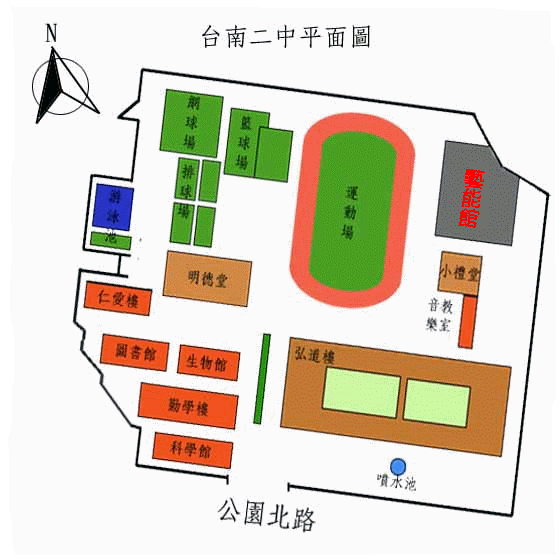 台南二中平面圖
N
網球場
籃球場
排球場
運動場
藝能館
游泳池
明德堂
小禮堂
仁愛樓
音樂教室
圖書館
生物館
弘道樓
勤學樓
科學館
噴水池
公園北路